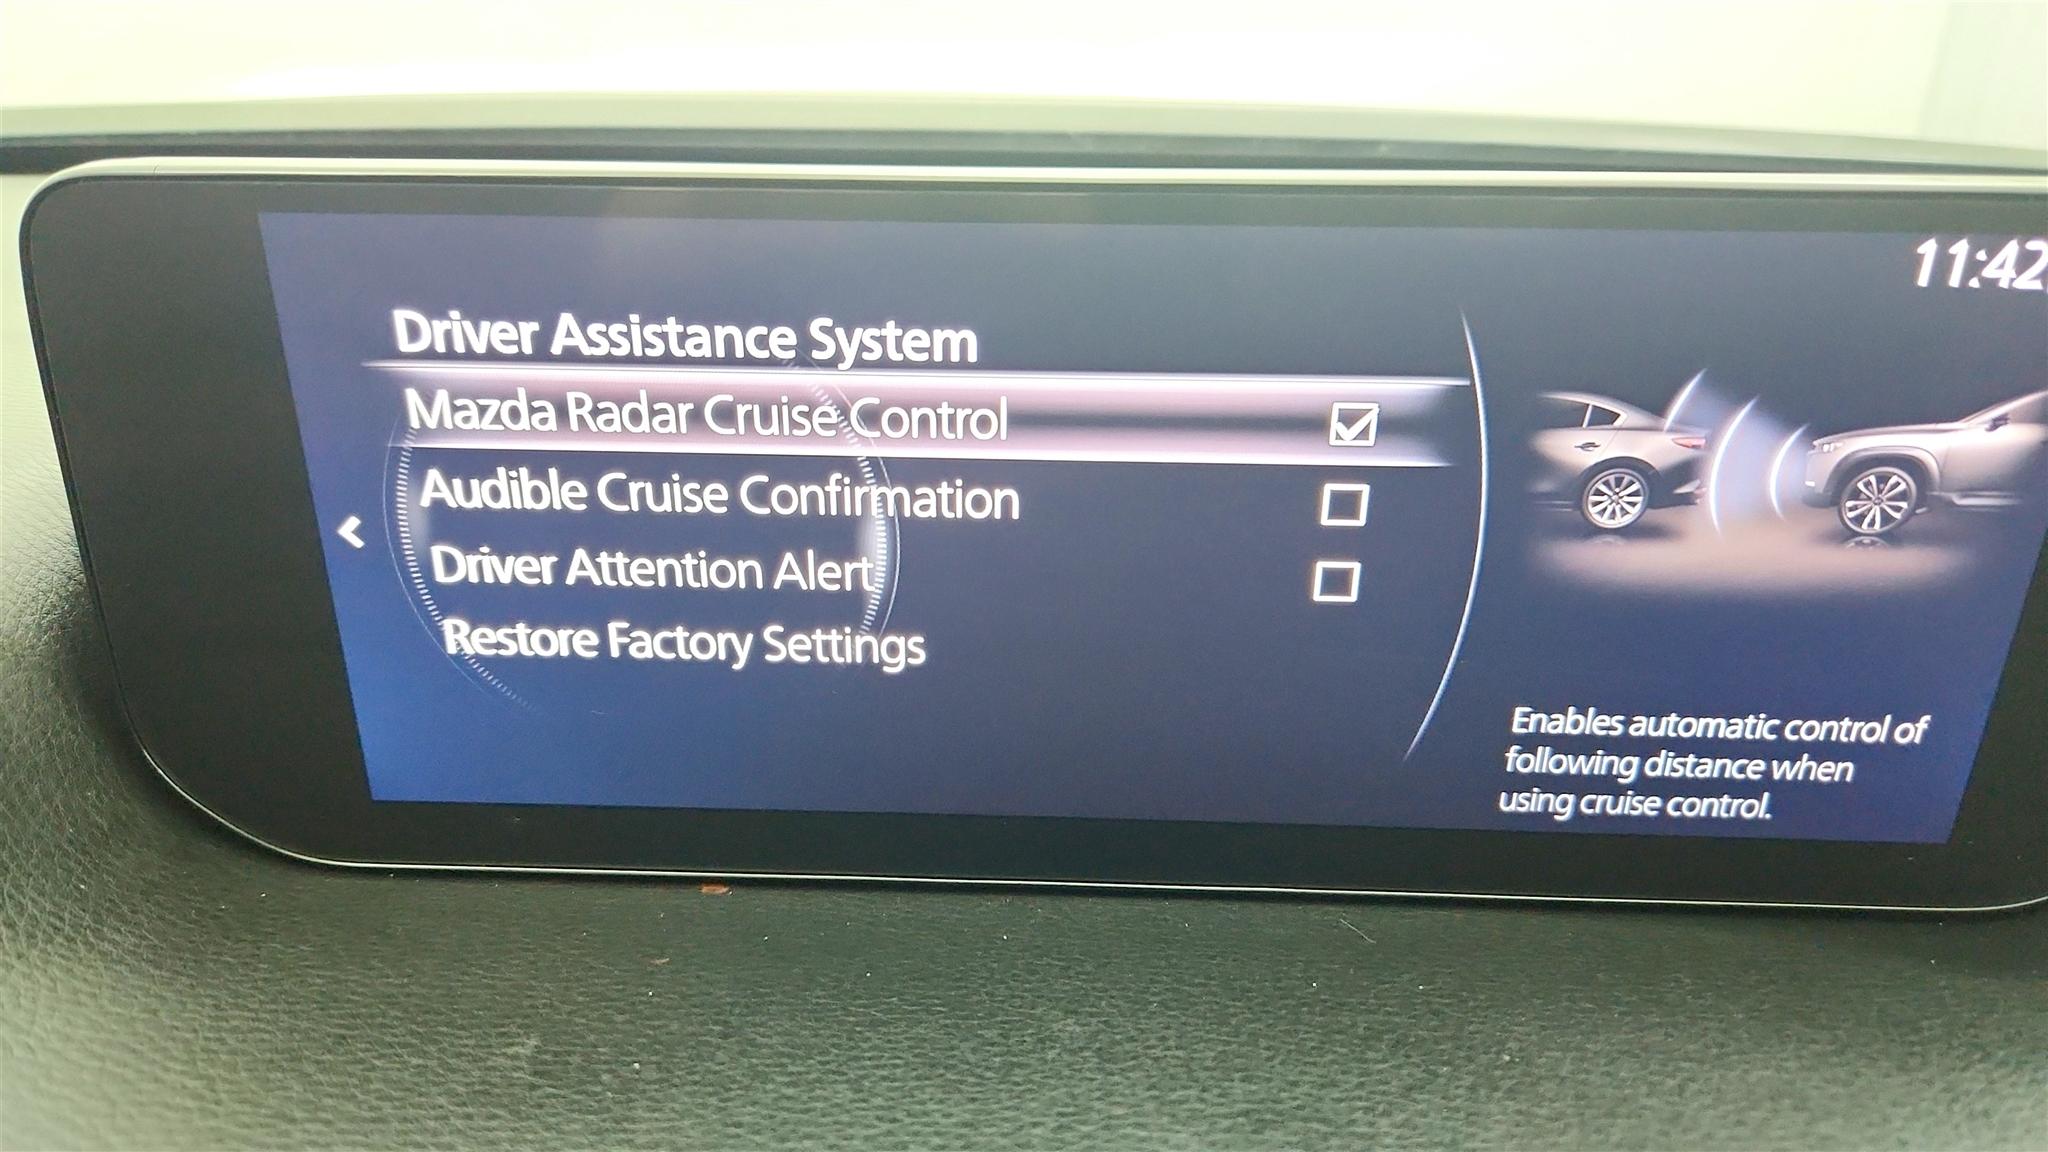 11:42
Driver Assistance System
Mazda Radar Cruise Control
Audible Cruise Confirmation
Driver Attention Alert
Restore Factory Settings
Enables automatic control of
following distance when
using cruise control.